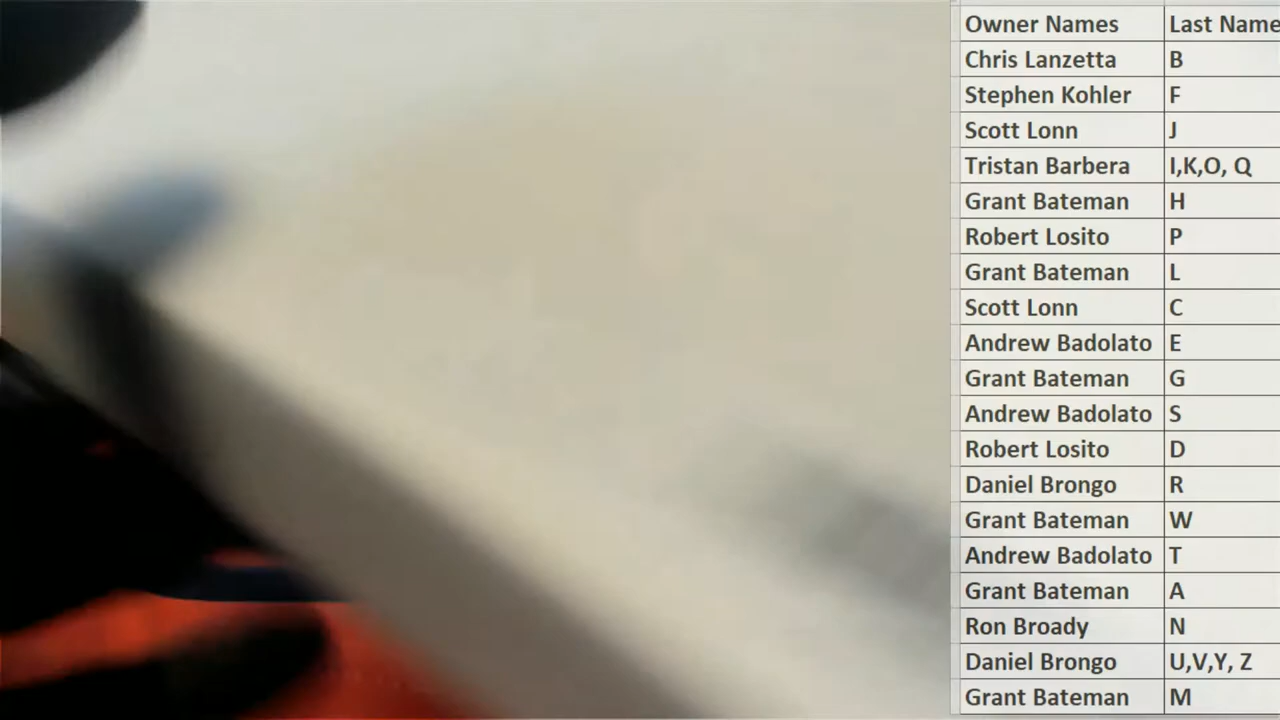 Owner Names Last Name
Chris Lanzetta B
Stephen Kohler F
Scott Lonn J
Tristan Barbera I,K,O, Q
Grant Bateman H
Robert Losito P
Grant Bateman L
Scott Lonn C
Andrew Badolato E
Grant Bateman G
Andrew Badolato S
Robert Losito D
Daniel Brongo R
Grant Bateman W
Andrew Badolato T
Grant Bateman A
Ron Broady N
Daniel Brongo U,V,Y, Z
Grant Bateman M